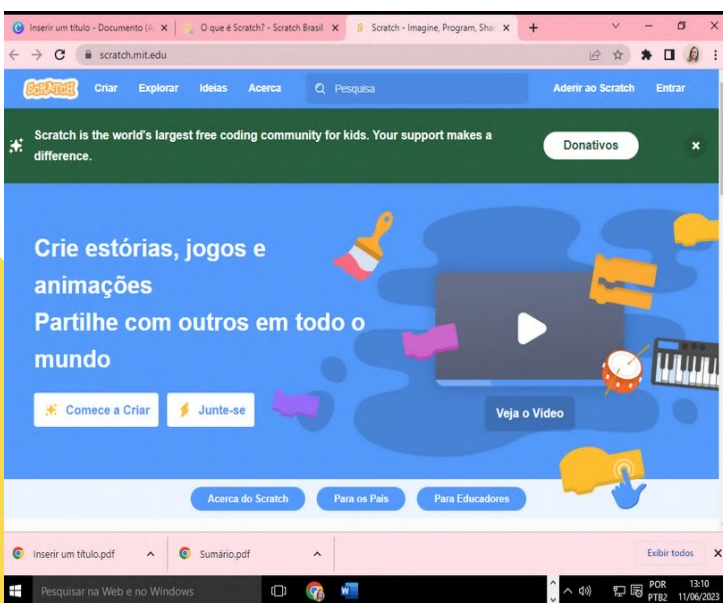 Inserir um título - Documento (A
O que é Scratch? - Scratch Brasil
Scratch - Imagine, Program, Shar
scratch.mit.edu
SCRATCH Criar Explorar Ideias Acerca Pesquisa Aderir ao Scratch Entrar
Scratch is the world's largest free coding community for kids. Your support makes a
difference.
Donativos
Crie estórias, jogos e
animações
Partilhe com outros em todo o
mundo
Comece a Criar Junte-se
Veja o Video
Acerca do Scratch Para os Pais Para Educadores
Inserir um título.pdf Sumário.pdf Exibir todos
Pesquisar na Web e no Windows
POR 13:10
PTB2 11/06/2023